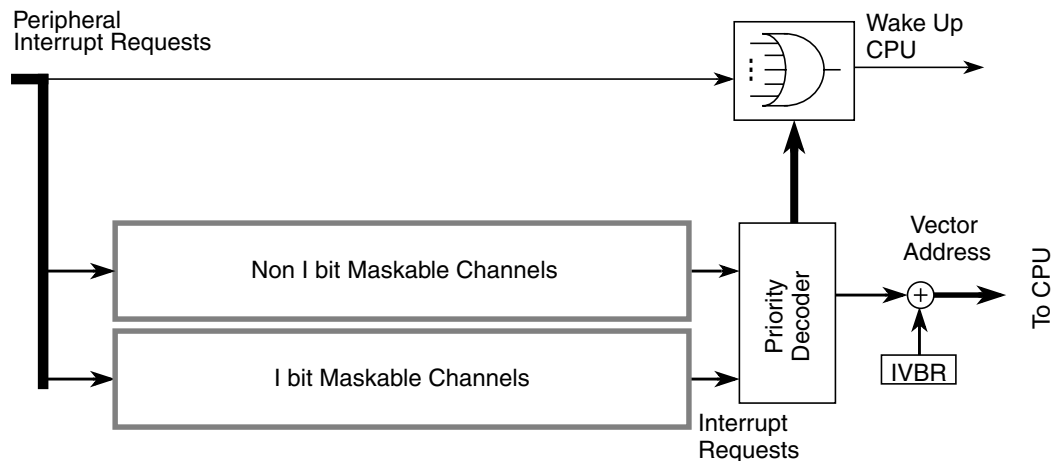 Peripheral
Interrupt Requests
Wake Up
CPU
Non I bit Maskable Channels
I bit Maskable Channels
Priority
Decoder
Interrupt
Requests
Vector
Address
+
IVBR
To CPU